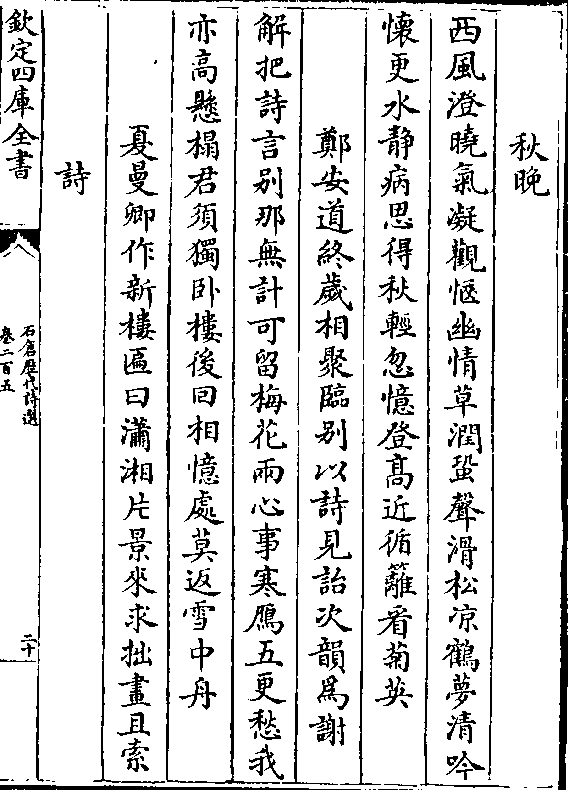 秋晚
西風澄曉氣凝觀愜幽情草潤蛩聲滑松凉鶴夢清吟
懷更水静病思得秋輕忽憶登髙近循籬看菊英
鄭安道終歲相聚臨别以詩見詒次韻爲謝
解把詩言别那無計可留梅花兩心事寒鴈五更愁我
亦高懸榻君須獨卧樓後回相憶處莫返雪中舟
夏曼卿作新樓匾曰瀟湘片景來求拙畫且索
詩
欽定四庫全書
石倉歷代詩選
卷二百五
二十